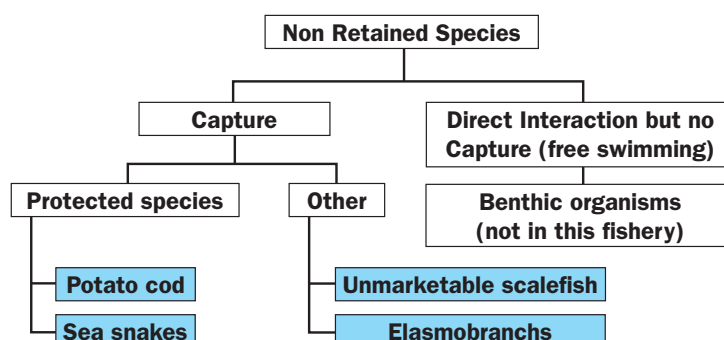 Non Retained Species
Capture
Direct Interaction but no
Capture (free swimming)
Protected species
Other
Benthic organisms
(not in this fishery)
Potato cod
Unmarketable scalefish
Sea snakes
Elasmobranchs